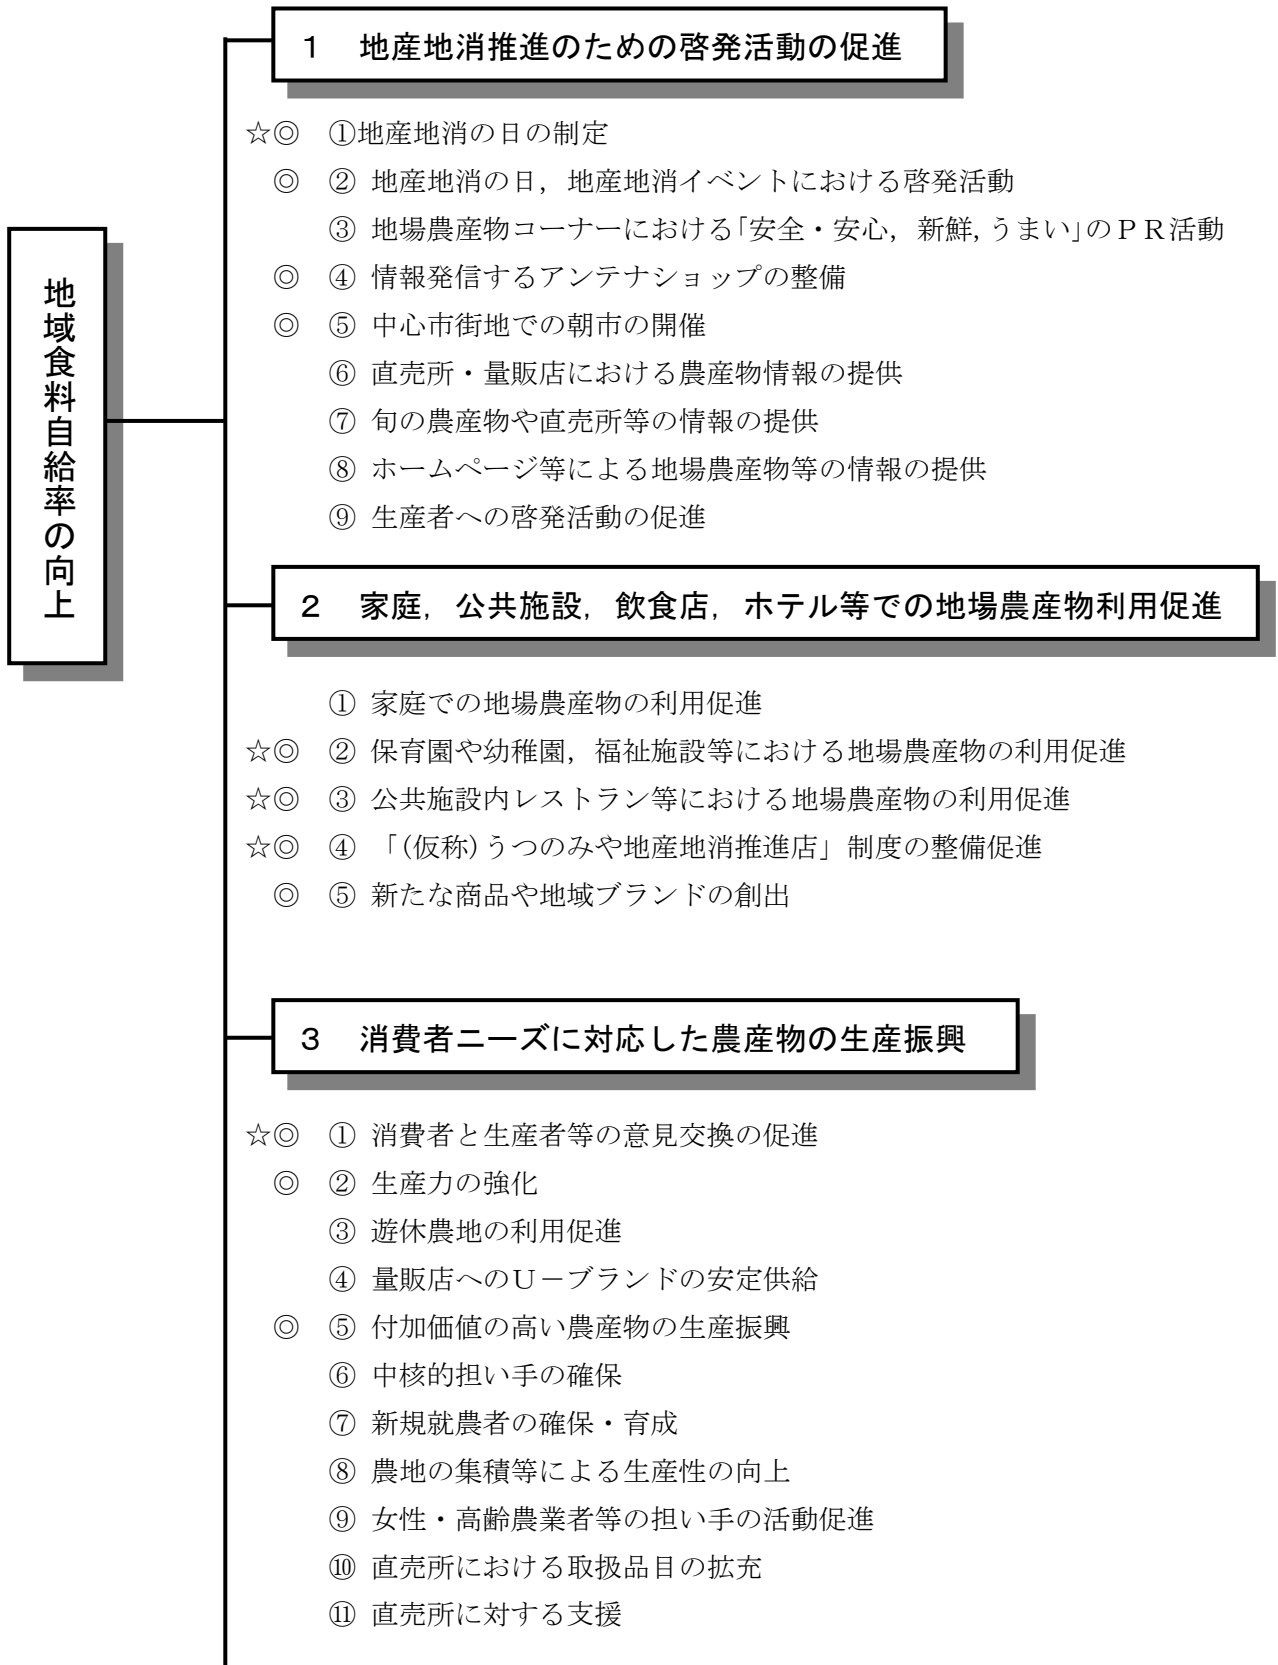 地域食料自給率の向上
１　地産地消推進のための啓発活動の促進
☆◎　①地産地消の日の制定
◎　② 地産地消の日，地産地消イベントにおける啓発活動
③ 地場農産物コーナーにおける｢安全・安心，新鮮,うまい｣のＰＲ活動
◎　④ 情報発信するアンテナショップの整備
◎　⑤ 中心市街地での朝市の開催
⑥ 直売所・量販店における農産物情報の提供
⑦ 旬の農産物や直売所等の情報の提供
⑧ ホームページ等による地場農産物等の情報の提供
⑨ 生産者への啓発活動の促進
２　家庭，公共施設，飲食店，ホテル等での地場農産物利用促進
① 家庭での地場農産物の利用促進
☆◎　② 保育園や幼稚園，福祉施設等における地場農産物の利用促進
☆◎　③ 公共施設内レストラン等における地場農産物の利用促進
☆◎　④ 「(仮称)うつのみや地産地消推進店」制度の整備促進
◎　⑤ 新たな商品や地域ブランドの創出
３　消費者ニーズに対応した農産物の生産振興
☆◎　① 消費者と生産者等の意見交換の促進
◎　② 生産力の強化
③ 遊休農地の利用促進
④ 量販店へのＵ－ブランドの安定供給
◎　⑤ 付加価値の高い農産物の生産振興
⑥ 中核的担い手の確保
⑦ 新規就農者の確保・育成
⑧ 農地の集積等による生産性の向上
⑨ 女性・高齢農業者等の担い手の活動促進
⑩ 直売所における取扱品目の拡充
⑪ 直売所に対する支援